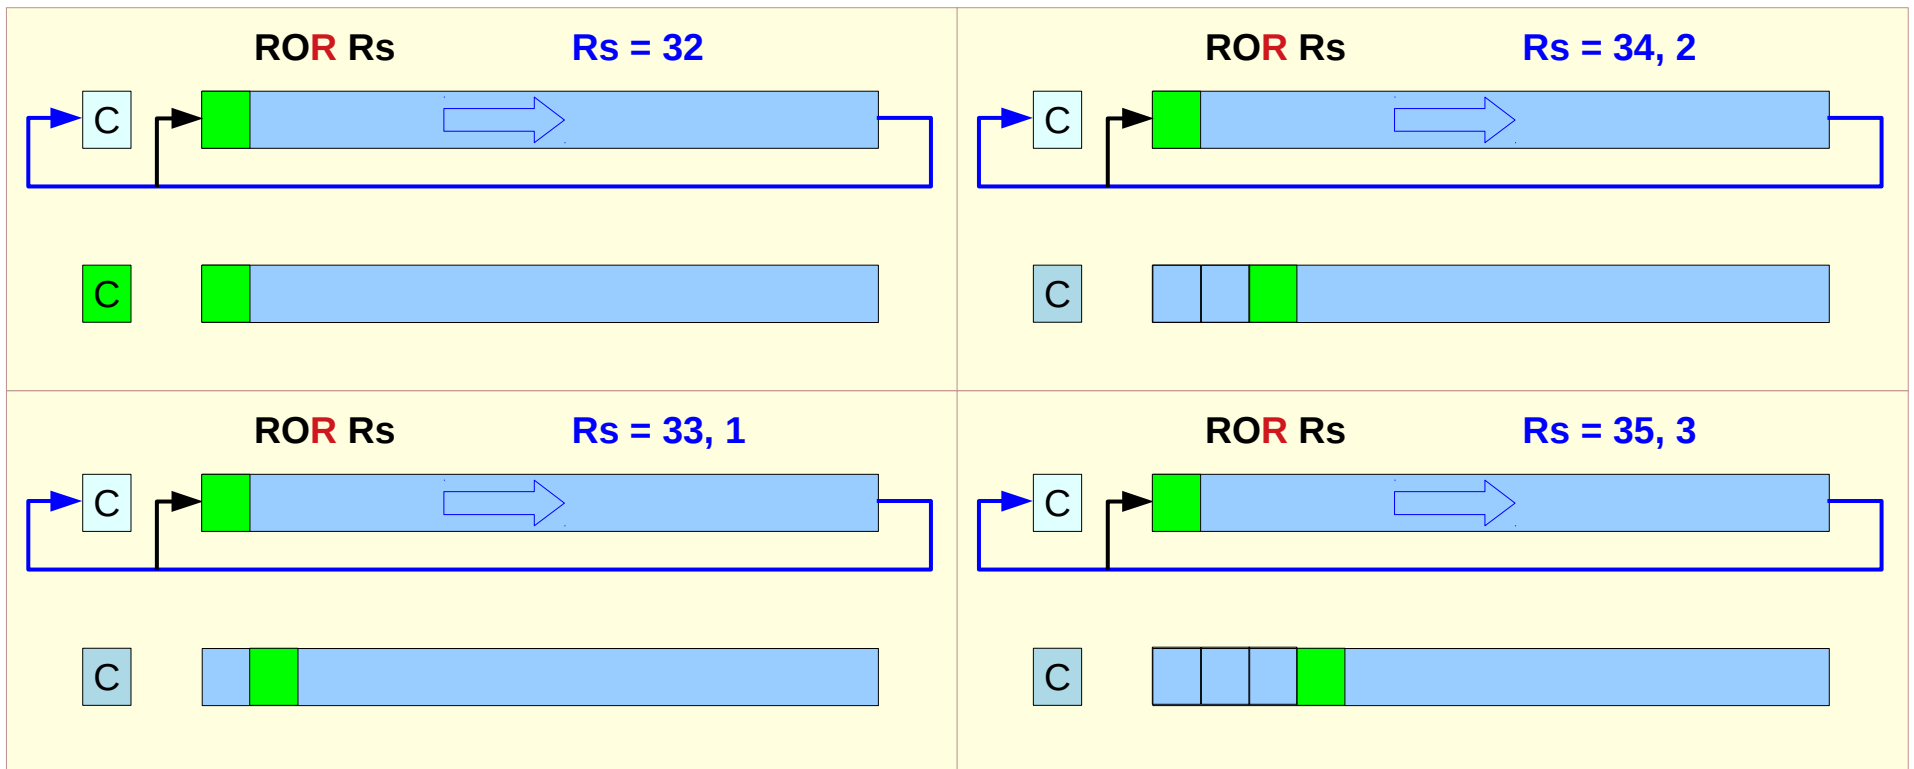 ROR Rs Rs = 32
C
C
ROR Rs Rs = 34, 2
C
C
ROR Rs Rs = 33, 1
C
C
ROR Rs Rs = 35, 3
C
C